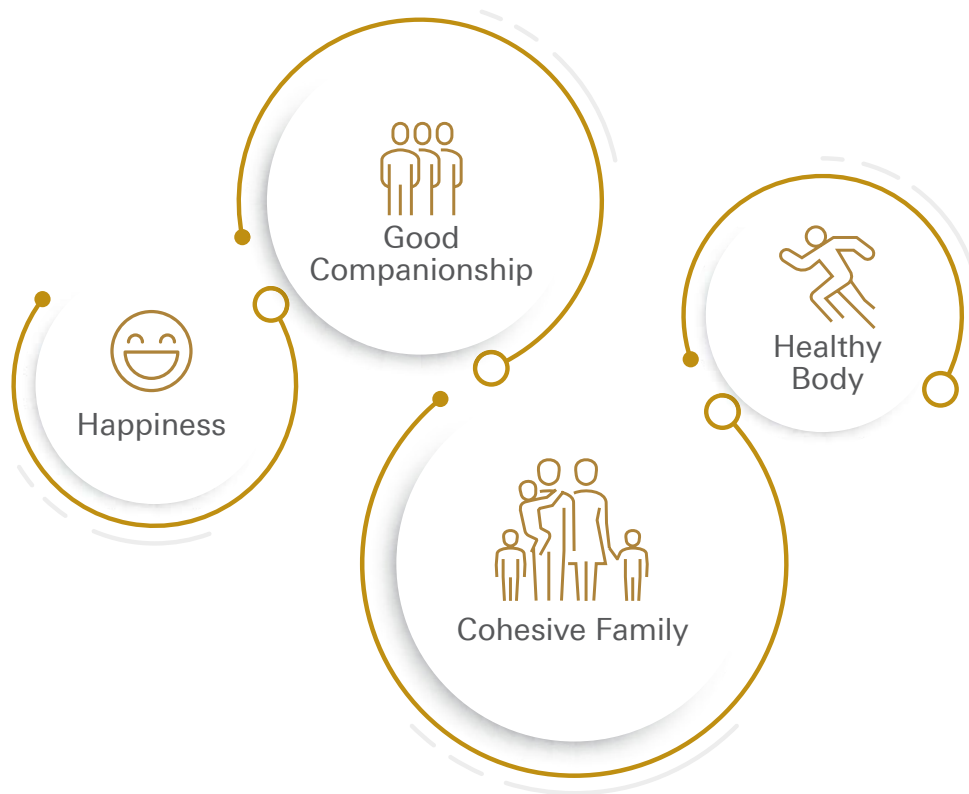 Good
Companionship
Healthy
Body
Happiness
Cohesive Family